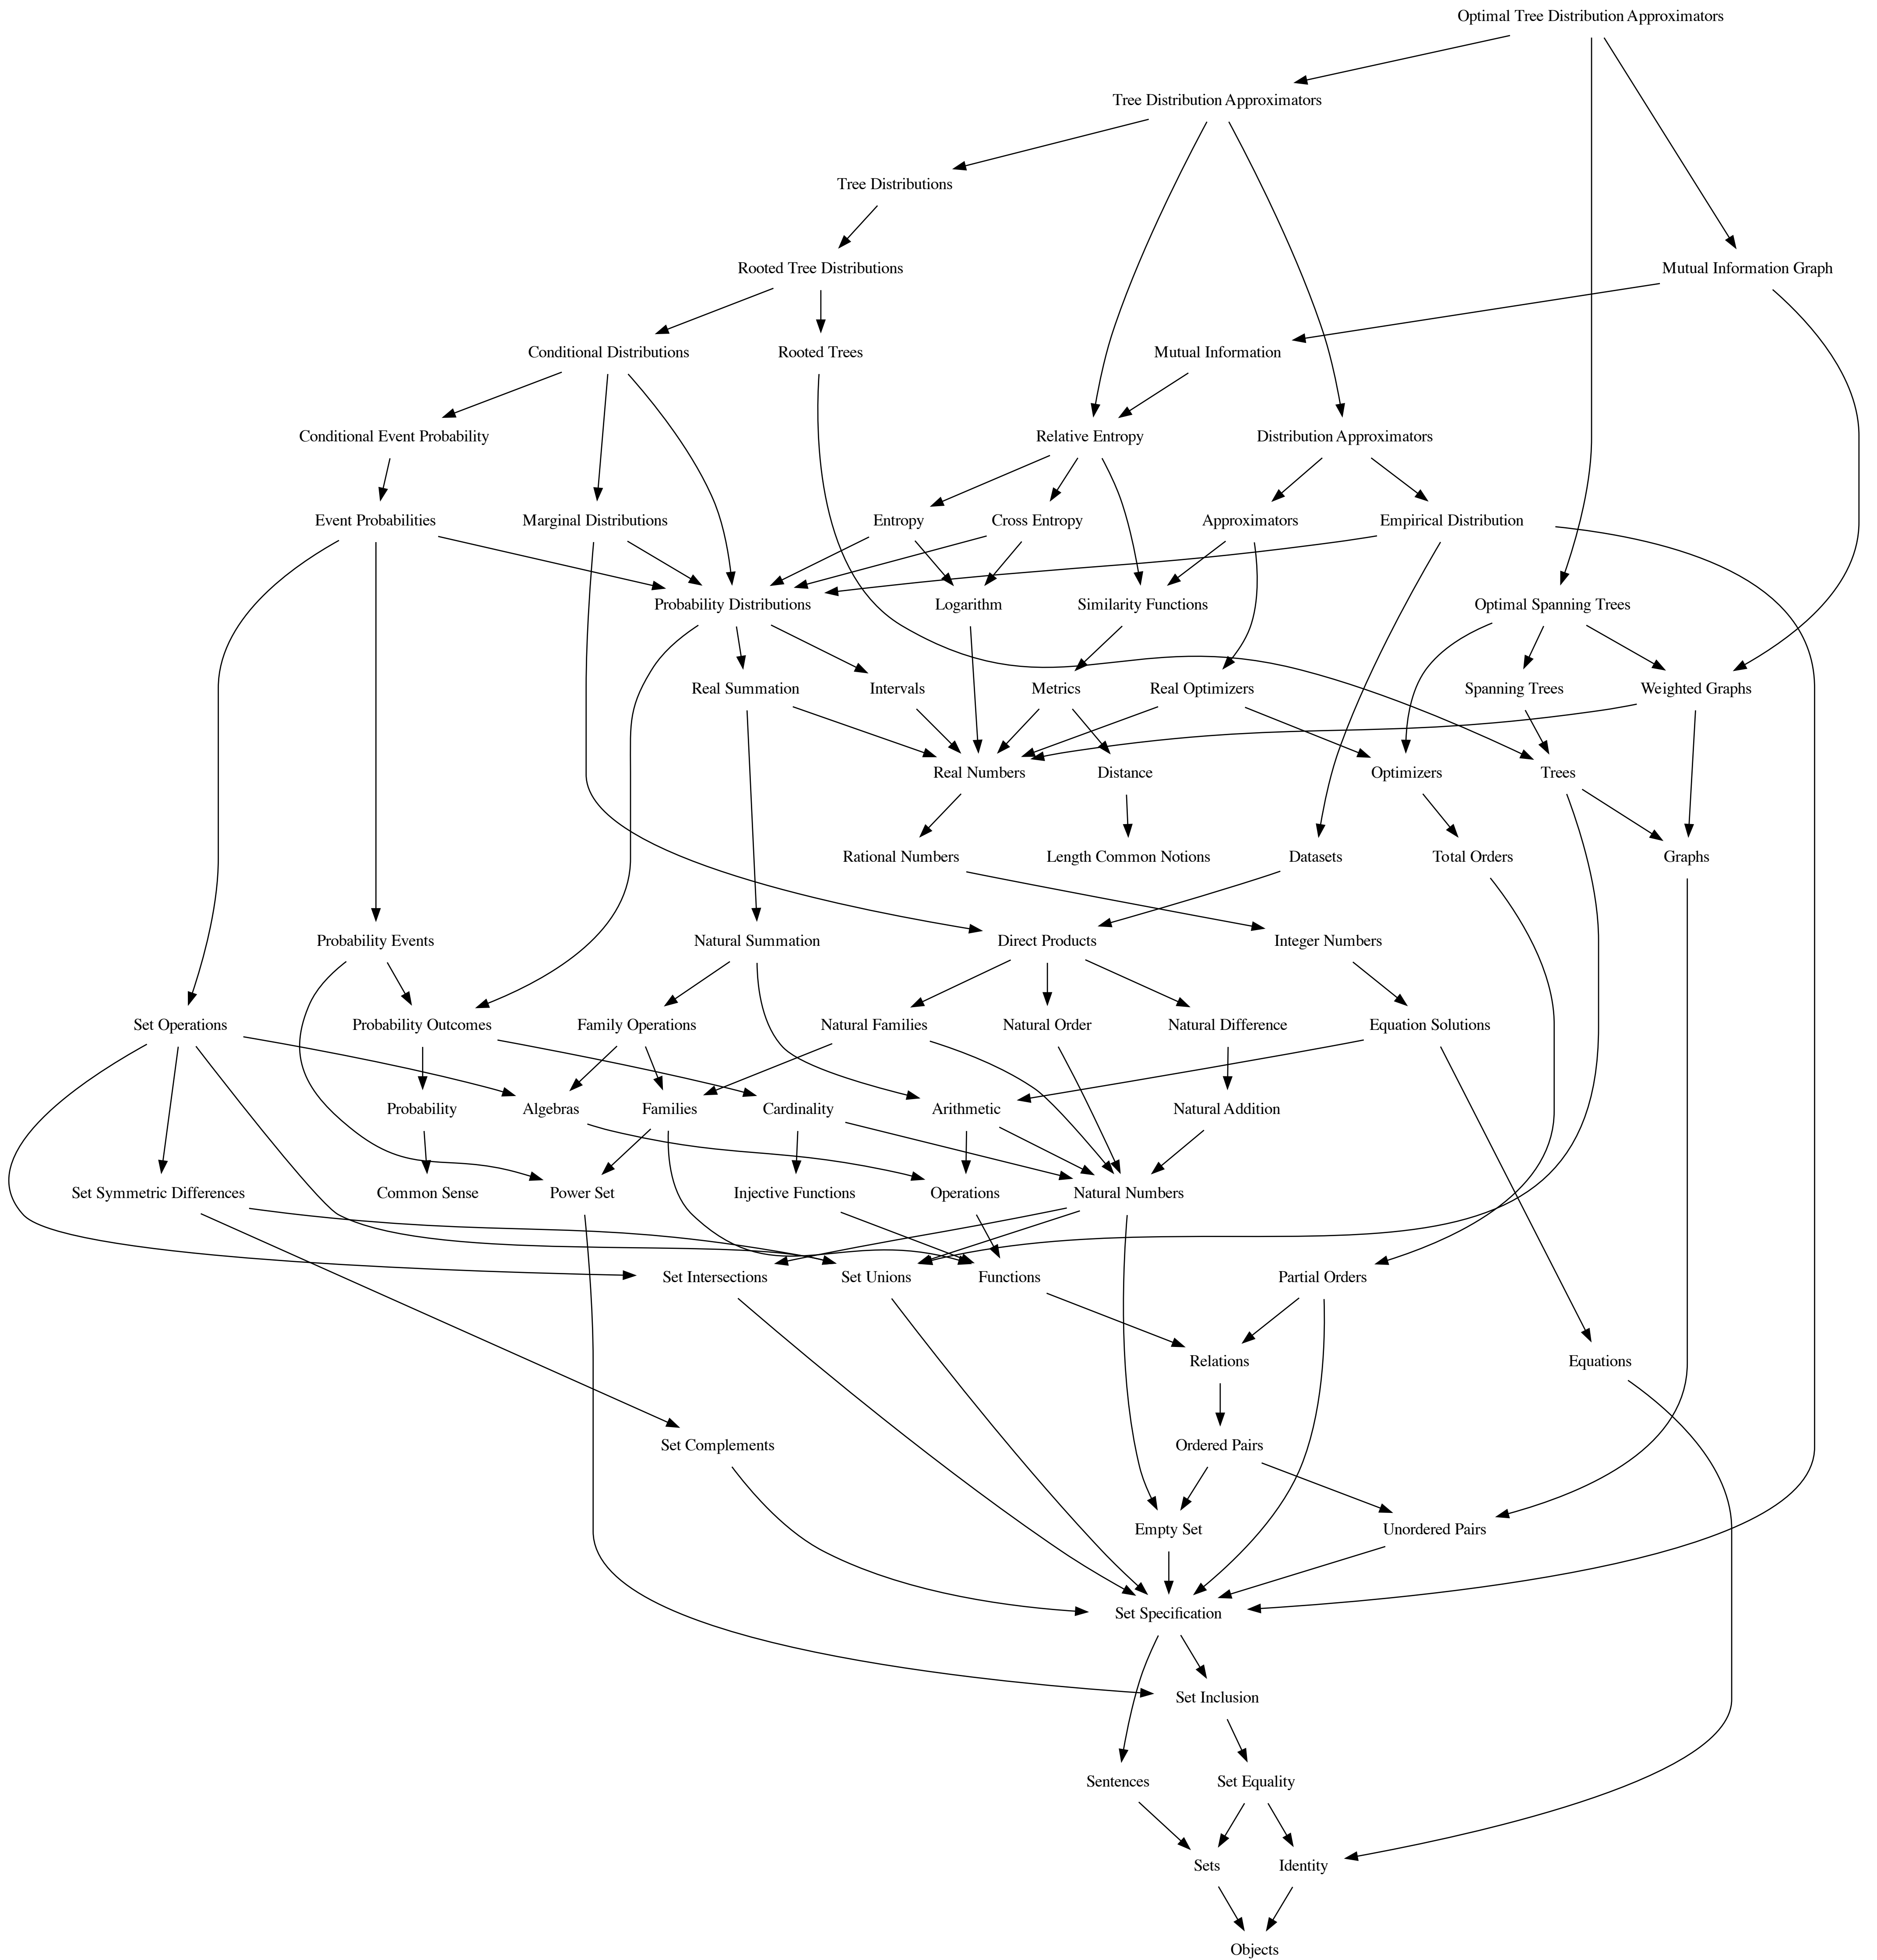 Optimal Tree Distribution Approximators
Tree Distribution Approximators
Tree Distributions
Rooted Tree Distributions
Mutual Information Graph
Conditional Distributions
Rooted Trees
Mutual Information
Conditional Event Probability
Relative Entropy
Distribution Approximators
Event Probabilities
Marginal Distributions
Entropy
Cross Entropy
Approximators
Empirical Distribution
Probability Distributions
Logarithm
Similarity Functions
Optimal Spanning Trees
Real Summation
Intervals
Metrics
Real Optimizers
Spanning Trees
Weighted Graphs
Real Numbers
Distance
Optimizers
Trees
Rational Numbers
Length Common Notions
Datasets
Total Orders
Graphs
Probability Events
Natural Summation
Direct Products
Integer Numbers
Set Operations
Probability Outcomes
Family Operations
Natural Families
Natural Order
Natural Difference
Equation Solutions
Probability
Algebras
Families
Cardinality
Arithmetic
Natural Addition
Set Symmetric Differences
Common Sense
Power Set
Injective Functions
Operations
Natural Numbers
Set Intersections
Set Unions
Functions
Partial Orders
Relations
Equations
Set Complements
Ordered Pairs
Empty Set
Unordered Pairs
Set Specification
Set Inclusion
Sentences
Set Equality
Sets
Identity
Objects